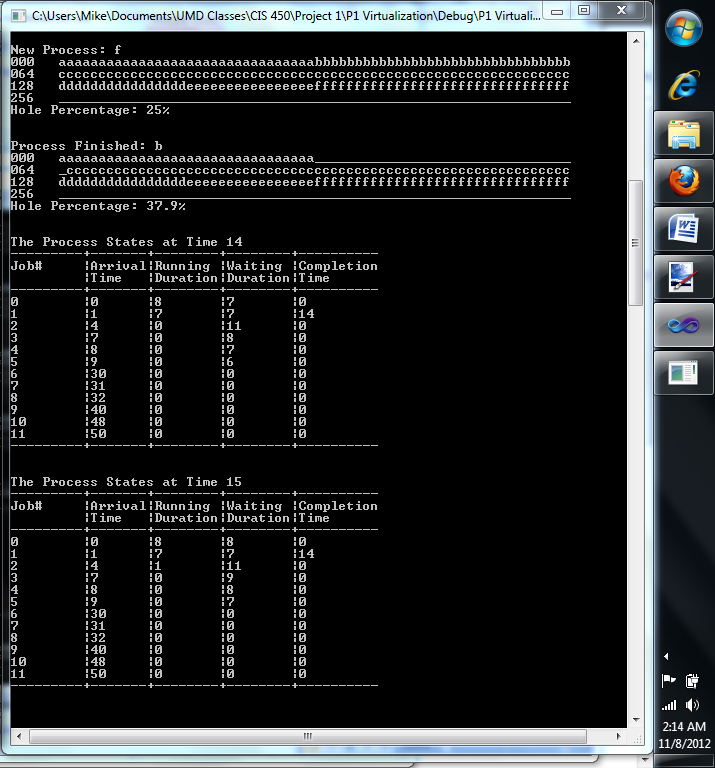 C:\Users\Mike\Documents\UMD Classes\CIS 450\Project 1\P1 Virtualization\Debug\P1 Virtuali...
New Process: f
000 aaaaaaaaaaaaaaaaaaaaaaaaaaaaaaaabbbbbbbbbbbbbbbbbbbbbbbbbbbbbbbb
064 cccccccccccccccccccccccccccccccccccccccccccccccccccccccccccccccc
128 ddddddddddddddddeeeeeeeeeeeeeeeeffffffffffffffffffffffffffffffff
256 ________________________________________________________________
Hole Percentage: 25%
Process Finished: b
000 aaaaaaaaaaaaaaaaaaaaaaaaaaaaaaaa________________________________
064 _ccccccccccccccccccccccccccccccccccccccccccccccccccccccccccccccc
128 ddddddddddddddddeeeeeeeeeeeeeeeeffffffffffffffffffffffffffffffff
256 ________________________________________________________________
Hole Percentage: 37.9%
The Process States at Time 14
----------+-------+--------+--------+----------
Job# |Arrival|Running |Waiting |Completion
|Time |Duration|Duration|Time
----------+-------+--------+--------+----------
0 |0 |8 |7 |0
1 |1 |7 |7 |14
2 |4 |0 |11 |0
3 |7 |0 |8 |0
4 |8 |0 |7 |0
5 |9 |0 |6 |0
6 |30 |0 |0 |0
7 |31 |0 |0 |0
8 |32 |0 |0 |0
9 |40 |0 |0 |0
10 |48 |0 |0 |0
11 |50 |0 |0 |0
----------+-------+--------+--------+----------
The Process States at Time 15
----------+-------+--------+--------+----------
Job# |Arrival|Running |Waiting |Completion
|Time |Duration|Duration|Time
----------+-------+--------+--------+----------
0 |0 |8 |8 |0
1 |1 |7 |7 |14
2 |4 |1 |11 |0
3 |7 |0 |9 |0
4 |8 |0 |8 |0
5 |9 |0 |7 |0
6 |30 |0 |0 |0
7 |31 |0 |0 |0
8 |32 |0 |0 |0
9 |40 |0 |0 |0
10 |48 |0 |0 |0
11 |50 |0 |0 |0
----------+-------+--------+--------+----------
2:14 AM
11/8/2012